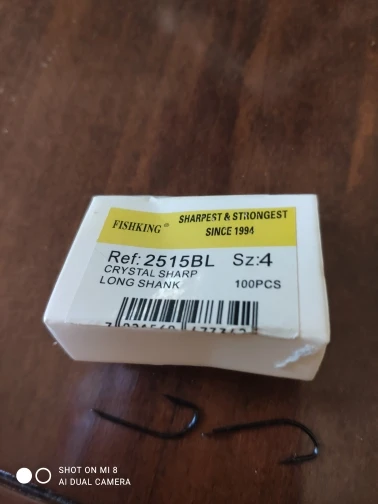 FISHKING®
SHARPEST & STRONGEST
SINCE 1994
Ref: 2515BL Sz:4
CRYSTAL SHARP
LONG SHANK
100PCS
SHOT ON MI 8
AI DUAL CAMERA